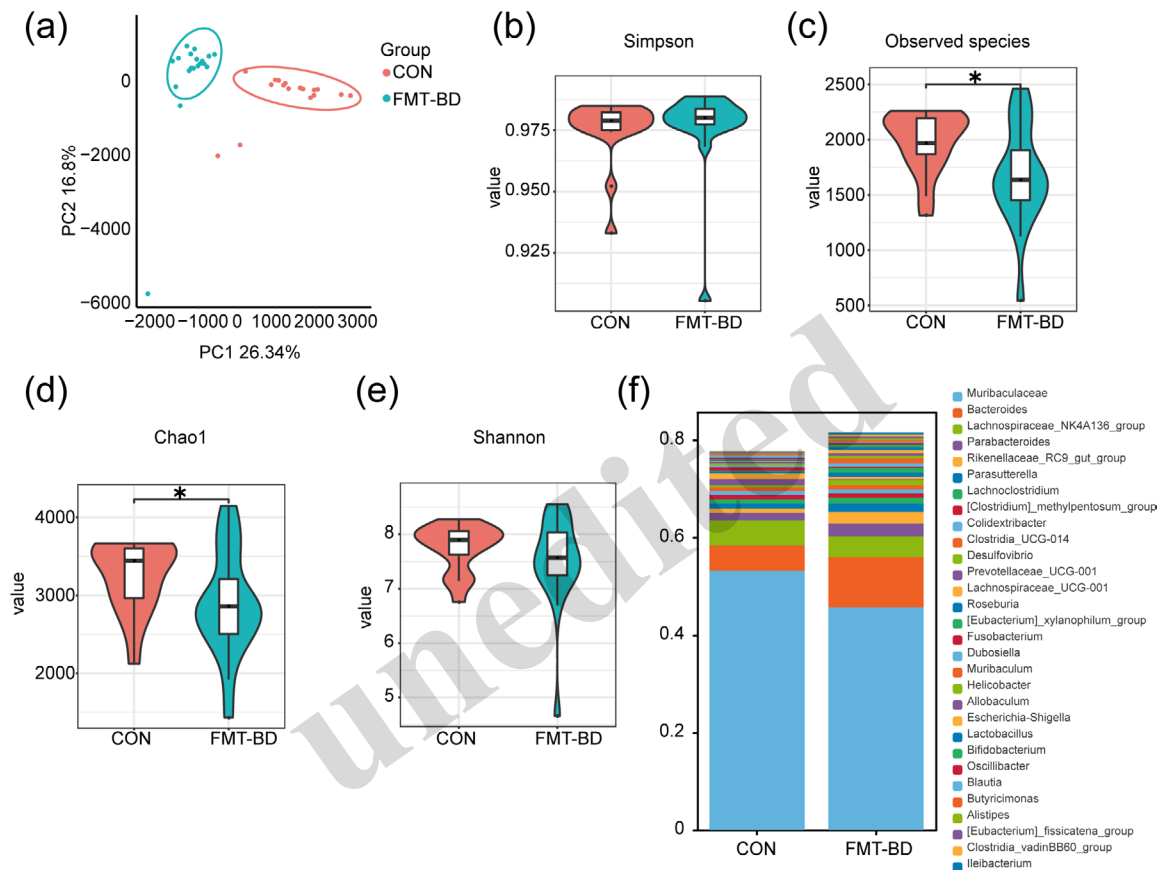 (a)
0
−2000
−4000
−6000
PC2 16.8%
−2000 −1000 0 1000 2000 3000
PC1 26.34%
Group
CON
FMT-BD
(b)
Simpson
0.975
0.950
0.925
value
CON FMT-BD
(c)
Observed species
*
2500
2000
1500
1000
500
value
CON FMT-BD
(d)
Chao1
*
4000
3000
2000
value
CON FMT-BD
(e)
Shannon
8
7
6
5
value
CON FMT-BD
(f)
0.8
0.6
0.4
0.2
0
CON FMT-BD
Muribaculaceae
Bacteroides
Lachnospiraceae_NK4A136_group
Parabacteroides
Rikenellaceae_RC9_gut_group
Parasutterella
Lachnoclostridium
[Clostridium]_methylpentosum_group
Colidextribacter
Clostridia_UCG-014
Desulfovibrio
Prevotellaceae_UCG-001
Lachnospiraceae_UCG-001
Roseburia
[Eubacterium]_xylanophilum_group
Fusobacterium
Dubosiella
Muribaculum
Helicobacter
Allobaculum
Escherichia-Shigella
Lactobacillus
Bifidobacterium
Oscillibacter
Blautia
Butyricimonas
Alistipes
[Eubacterium]_fissicatena_group
Clostridia_vadinBB60_group
Ileibacterium
unedited